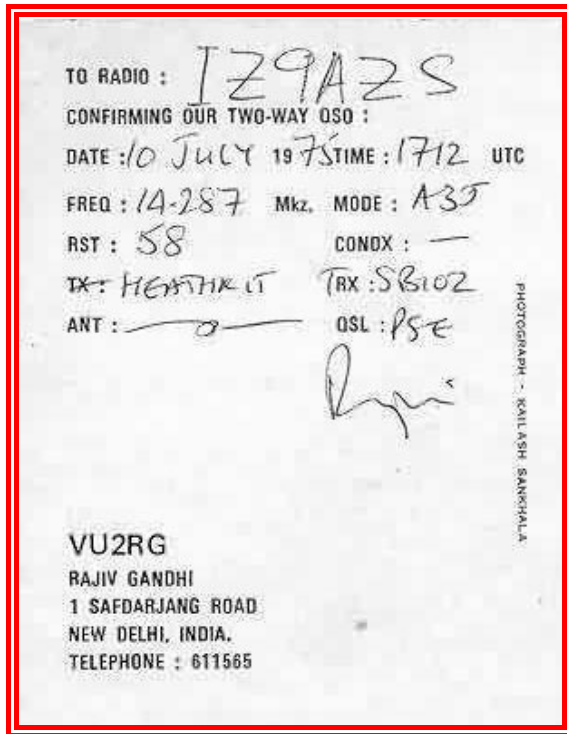 TO RADIO : IZ9AZS
CONFIRMING OUR TWO-WAY QSO :
DATE : 10 JULY 1975 TIME : 1712 UTC
FREQ : 14-287 Mkz. MODE : A3J
RST : 58 CONDX : —
TX : HEATHKIT TRX : SB102
ANT : QSL : PSE
Rajiv
VU2RG
RAJIV GANDHI
1 SAFDARJANG ROAD
NEW DELHI, INDIA.
TELEPHONE : 611565
PHOTOGRAPH - KAILASH SANKHALA